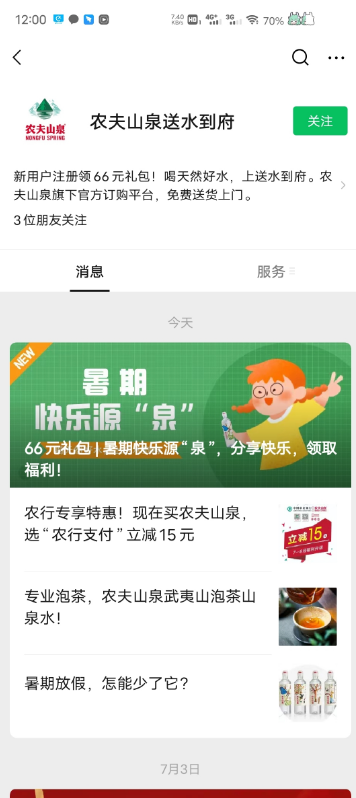 12:00
7.40
KB/s
HD
4G+
3G
70%
农夫山泉
NONGFU SPRING
农夫山泉送水到府
关注
新用户注册领66元礼包！喝天然好水，上送水到府。农
夫山泉旗下官方订购平台，免费送货上门。
3位朋友关注
消息
服务
今天
NEW
暑期
快乐源“泉”
66元礼包 | 暑期快乐源“泉”，分享快乐，领取
福利！
农行专享特惠！现在买农夫山泉，
选“农行支付”立减15元
立减15元
专业泡茶，农夫山泉武夷山泡茶山
泉水！
暑期放假，怎能少了它？
7月3日